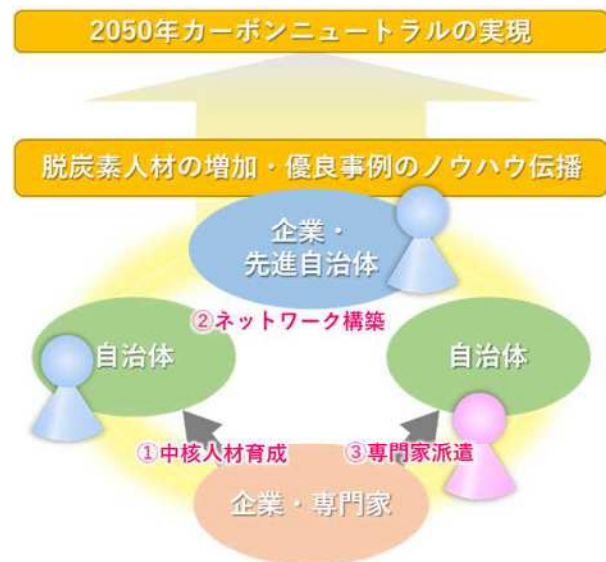 2050年カーボンニュートラルの実現
脱炭素人材の増加・優良事例のノウハウ伝播
企業・
先進自治体
②ネットワーク構築
自治体
自治体
①中核人材育成
③専門家派遣
企業・専門家